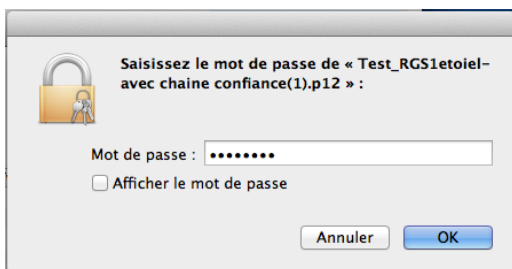 Saisissez le mot de passe de « Test_RGS1etoiel-
avec chaine confiance(1).p12 » :
Mot de passe : ••••••••
Afficher le mot de passe
Annuler
OK